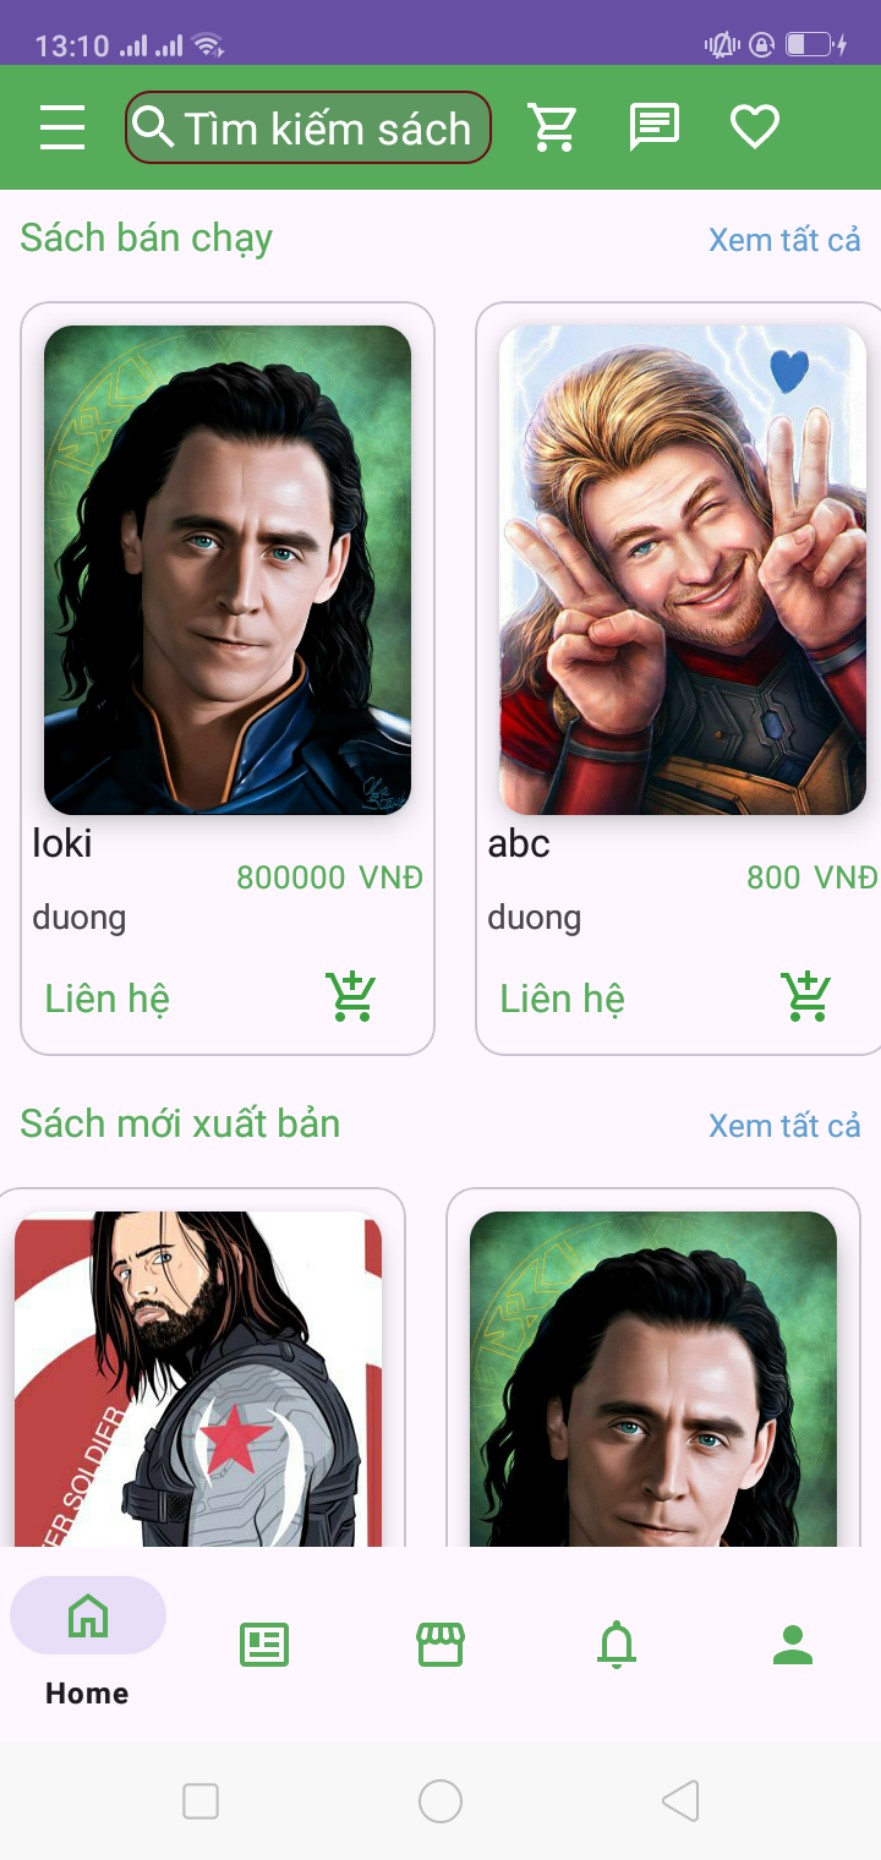 13:10
Tìm kiếm sách
Sách bán chạy
Xem tất cả
loki
800000 VNĐ
duong
Liên hệ
abc
800 VNĐ
duong
Liên hệ
Sách mới xuất bản
Xem tất cả
ER SOLDIER
Home